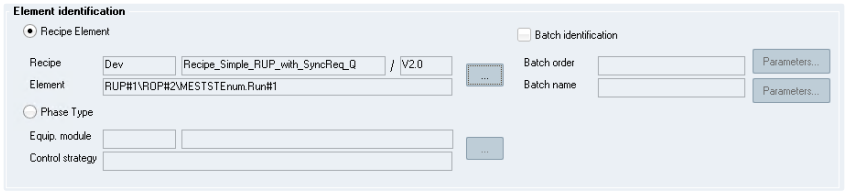 Element identification
Recipe Element
Batch identification
Recipe Dev Recipe_Simple_RUP_with_SyncReq_Q / V2.0 ...
Batch order Parameters...
Element RUP#1\ROP#2\MESTSTEnum.Run#1
Batch name Parameters...
Phase Type
Equip. module
...
Control strategy